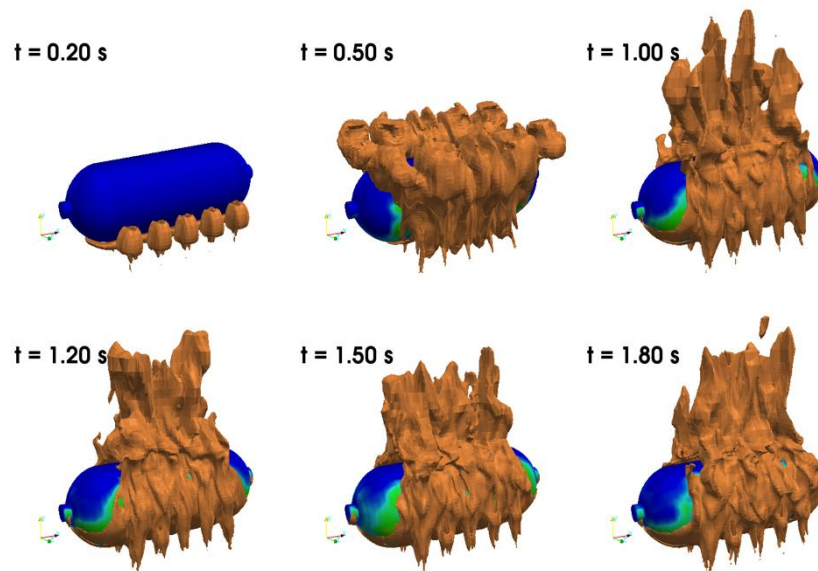 t = 0.20 s
t = 0.50 s
t = 1.00 s
t = 1.20 s
t = 1.50 s
t = 1.80 s